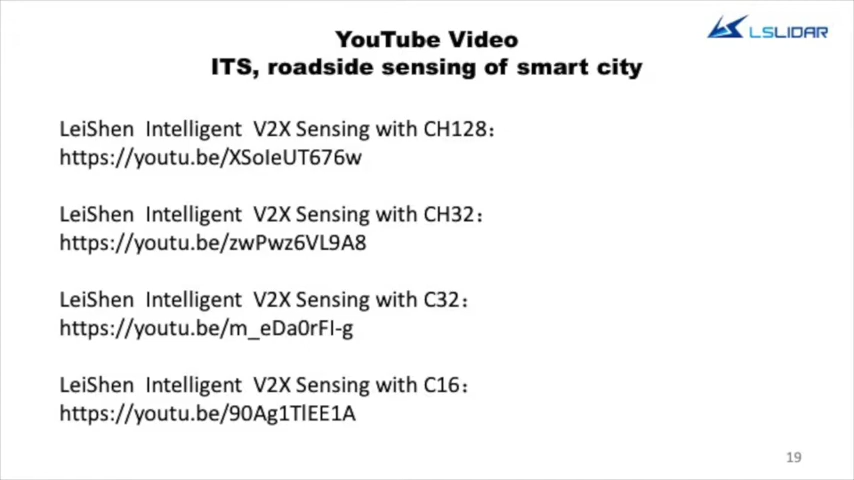 LSLIDAR
YouTube Video
ITS, roadside sensing of smart city
LeiShen Intelligent V2X Sensing with CH128：
https://youtu.be/XSoIeUT676w
LeiShen Intelligent V2X Sensing with CH32：
https://youtu.be/zwPwz6VL9A8
LeiShen Intelligent V2X Sensing with C32：
https://youtu.be/m_eDa0rFI-g
LeiShen Intelligent V2X Sensing with C16：
https://youtu.be/90Ag1TlEE1A
19